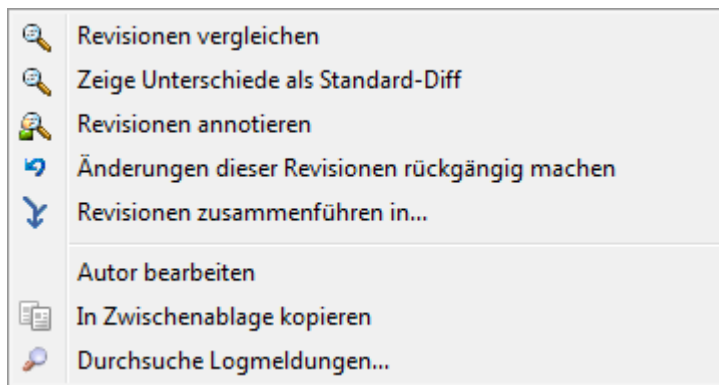 Revisionen vergleichen
Zeige Unterschiede als Standard-Diff
Revisionen annotieren
Änderungen dieser Revisionen rückgängig machen
Revisionen zusammenführen in...
Autor bearbeiten
In Zwischenablage kopieren
Durchsuche Logmeldungen...